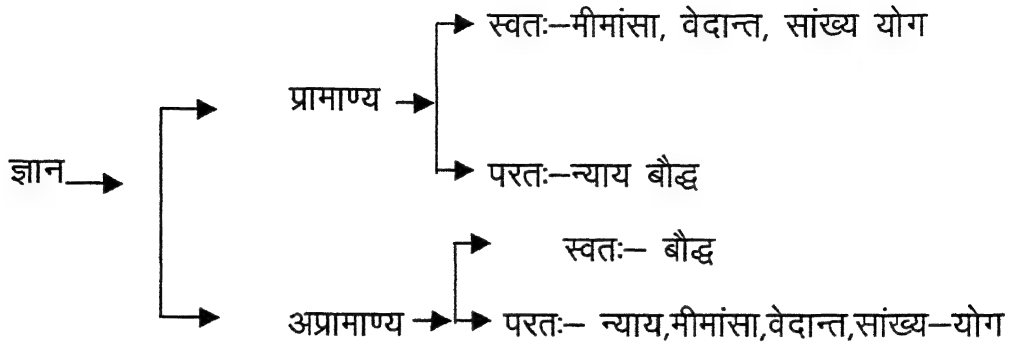 स्वतः–मीमांसा, वेदान्त, सांख्य योग
प्रामाण्य
ज्ञान
परतः–न्याय बौद्ध
स्वतः– बौद्ध
अप्रामाण्य
परतः– न्याय,मीमांसा,वेदान्त,सांख्य–योग